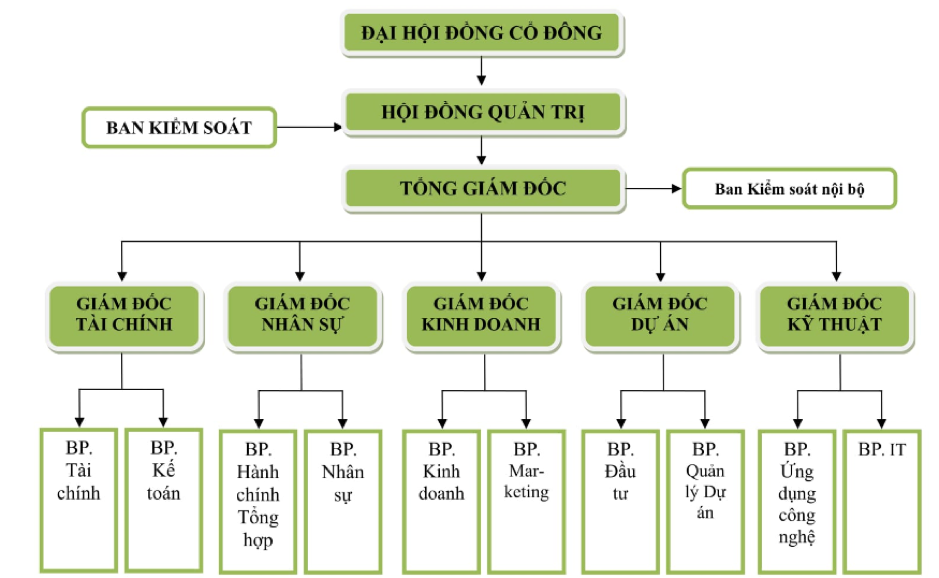 ĐẠI HỘI ĐỒNG CỔ ĐÔNG
HỘI ĐỒNG QUẢN TRỊ
BAN KIỂM SOÁT
TỔNG GIÁM ĐỐC
Ban Kiểm soát nội bộ
GIÁM ĐỐC
TÀI CHÍNH
GIÁM ĐỐC
NHÂN SỰ
GIÁM ĐỐC
KINH DOANH
GIÁM ĐỐC
DỰ ÁN
GIÁM ĐỐC
KỸ THUẬT
BP.
Tài
chính
BP.
Kế
toán
BP.
Hành
chính
Tổng
hợp
BP.
Nhân
sự
BP.
Kinh
doanh
BP.
Mar-
keting
BP.
Đầu
tư
BP.
Quản
lý Dự
án
BP.
Ứng
dụng
công
nghệ
BP. IT